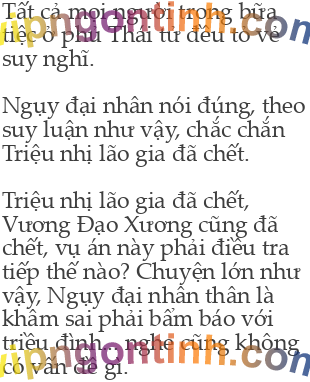 Tất cả mọi người trong bữa
tiệc ở phủ Thái tử đều tỏ vẻ
suy nghĩ.
Ngụy đại nhân nói đúng, theo
suy luận như vậy, chắc chắn
Triệu nhị lão gia đã chết.
Triệu nhị lão gia đã chết,
Vương Đạo Xương cũng đã
chết, vụ án này phải điều tra
tiếp thế nào? Chuyện lớn như
vậy, Ngụy đại nhân thân là
khâm sai phải bẩm báo với
triều đình.. nghe cũng không
có vấn đề gì.
vipngontinh.com
vipngontinh.com